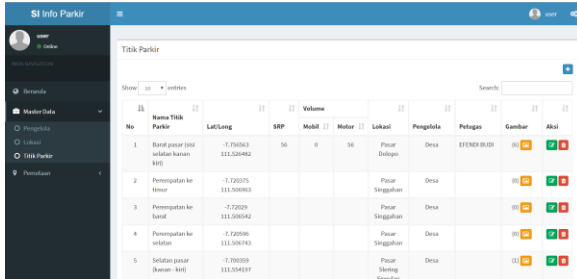 SI Info Parkir
user
user
Online
MAIN NAVIGATION
Beranda
Master Data
Pengelola
Lokasi
Titik Parkir
Pemetaan
Titik Parkir
Show 10 entries
Search:
No Nama Titik Parkir Lat/Long SRP Volume Mobil Motor Lokasi Pengelola Petugas Gambar Aksi
1 Barat pasar (sisi selatan kanan kiri) -7.756563 111.526482 56 0 56 Pasar Dolopo Desa EFENDI BUDI (6)
2 Perempatan ke timur -7.720375 111.506963 Pasar Singgahan Desa (0)
3 Perempatan ke barat -7.72029 111.506542 Pasar Singgahan Desa (0)
4 Perempatan ke selatan -7.720596 111.506743 Pasar Singgahan Desa (0)
5 Selatan pasar (kanan - kiri) -7.700359 111.554197 Pasar Slering Desa (1)